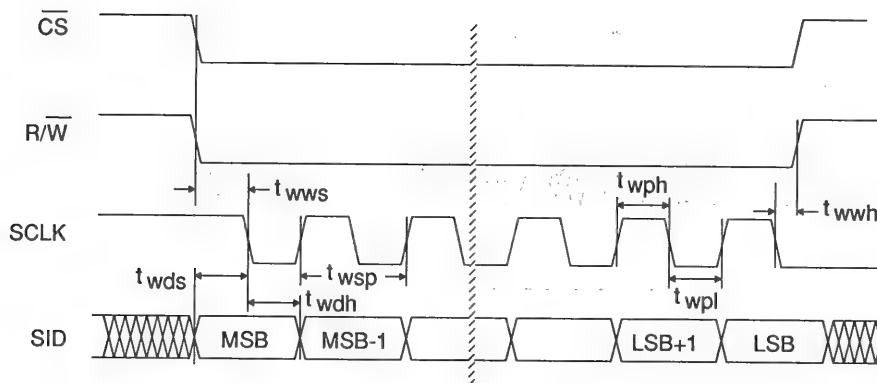 CS
R/W
t wws
t wph
t wwh
SCLK
t wds
t wsp
t wdh
t wpl
SID
MSB
MSB-1
LSB+1
LSB